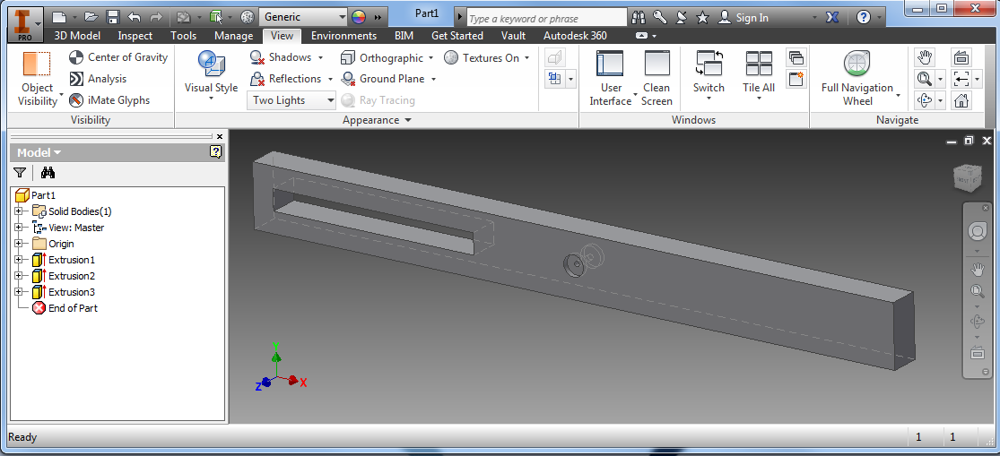 PRO
Generic
Part1
Type a keyword or phrase
Sign In
3D Model Inspect Tools Manage View Environments BIM Get Started Vault Autodesk 360
Object Visibility
Center of Gravity
Analysis
iMate Glyphs
Visibility
Visual Style
Shadows
Reflections
Two Lights
Orthographic
Ground Plane
Ray Tracing
Textures On
Appearance
User Interface
Clean Screen
Switch
Tile All
Windows
Full Navigation Wheel
Navigate
Model
Part1
Solid Bodies(1)
View: Master
Origin
Extrusion1
Extrusion2
Extrusion3
End of Part
Y
Z
X
Ready
1 1